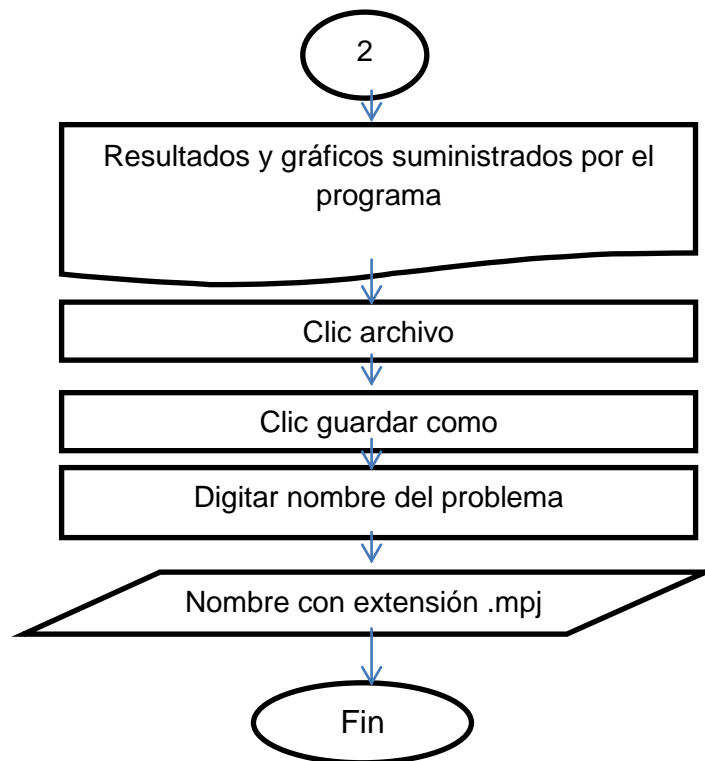 2
Resultados y gráficos suministrados por el
programa
Clic archivo
Clic guardar como
Digitar nombre del problema
Nombre con extensión .mpj
Fin